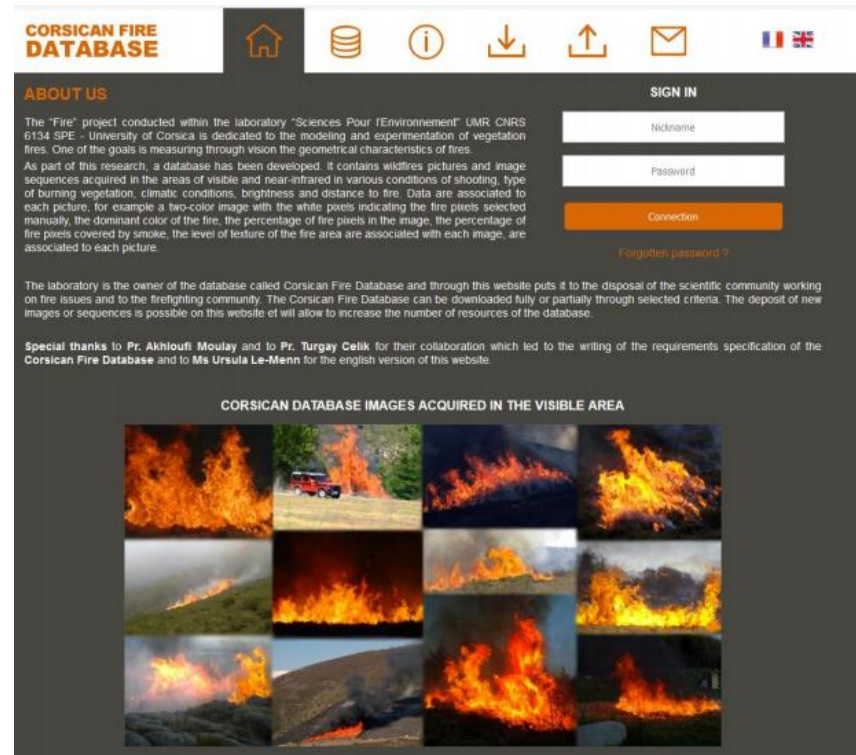 CORSICAN FIRE
DATABASE
ABOUT US
The "Fire" project conducted within the laboratory "Sciences Pour l'Environnement" UMR CNRS
6134 SPE - University of Corsica is dedicated to the modeling and experimentation of vegetation
fires. One of the goals is measuring through vision the geometrical characteristics of fires.
As part of this research, a database has been developed. It contains wildfires pictures and image
sequences acquired in the areas of visible and near-infrared in various conditions of shooting, type
of burning vegetation, climatic conditions, brightness and distance to fire. Data are associated to
each picture, for example a two-color image with the white pixels indicating the fire pixels selected
manually, the dominant color of the fire, the percentage of fire pixels in the image, the percentage of
fire pixels covered by smoke, the level of texture of the fire area are associated with each image, are
associated to each picture.
SIGN IN
Nickname
Password
Connection
Forgotten password ?
The laboratory is the owner of the database called Corsican Fire Database and through this website puts it to the disposal of the scientific community working
on fire issues and to the firefighting community. The Corsican Fire Database can be downloaded fully or partially through selected criteria. The deposit of new
images or sequences is possible on this website et will allow to increase the number of resources of the database.
Special thanks to Pr. Akhloufi Moulay and to Pr. Turgay Celik for their collaboration which led to the writing of the requirements specification of the
Corsican Fire Database and to Ms Ursula Le-Menn for the english version of this website.
CORSICAN DATABASE IMAGES ACQUIRED IN THE VISIBLE AREA